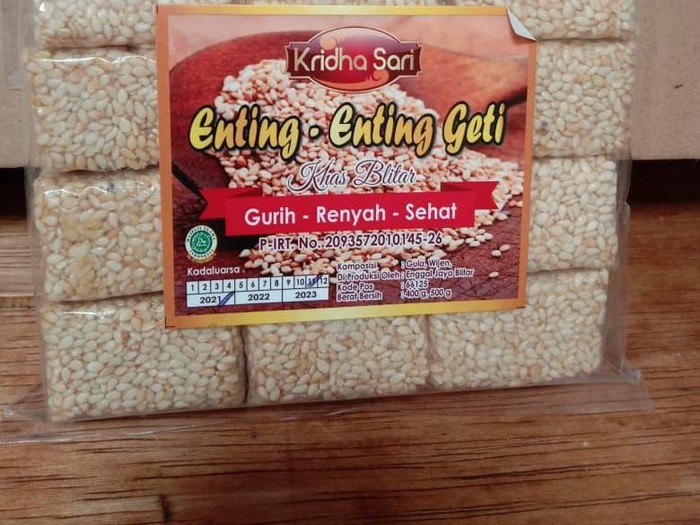 Kridha Sari
Enting - Enting Geti
Khas Blitar
Gurih - Renyah - Sehat
P-IRT. No. 2093572010145-26
Kadaluarsa :
1 2 3 4 5 6 7 8 9 10 11 12
2021 2022 2023
Komposisi : Gula, Wijen
Di Produksi Oleh : Enggal Jaya Blitar
Kode Pos : 66125
Berat Bersih : 400 g, 500 g